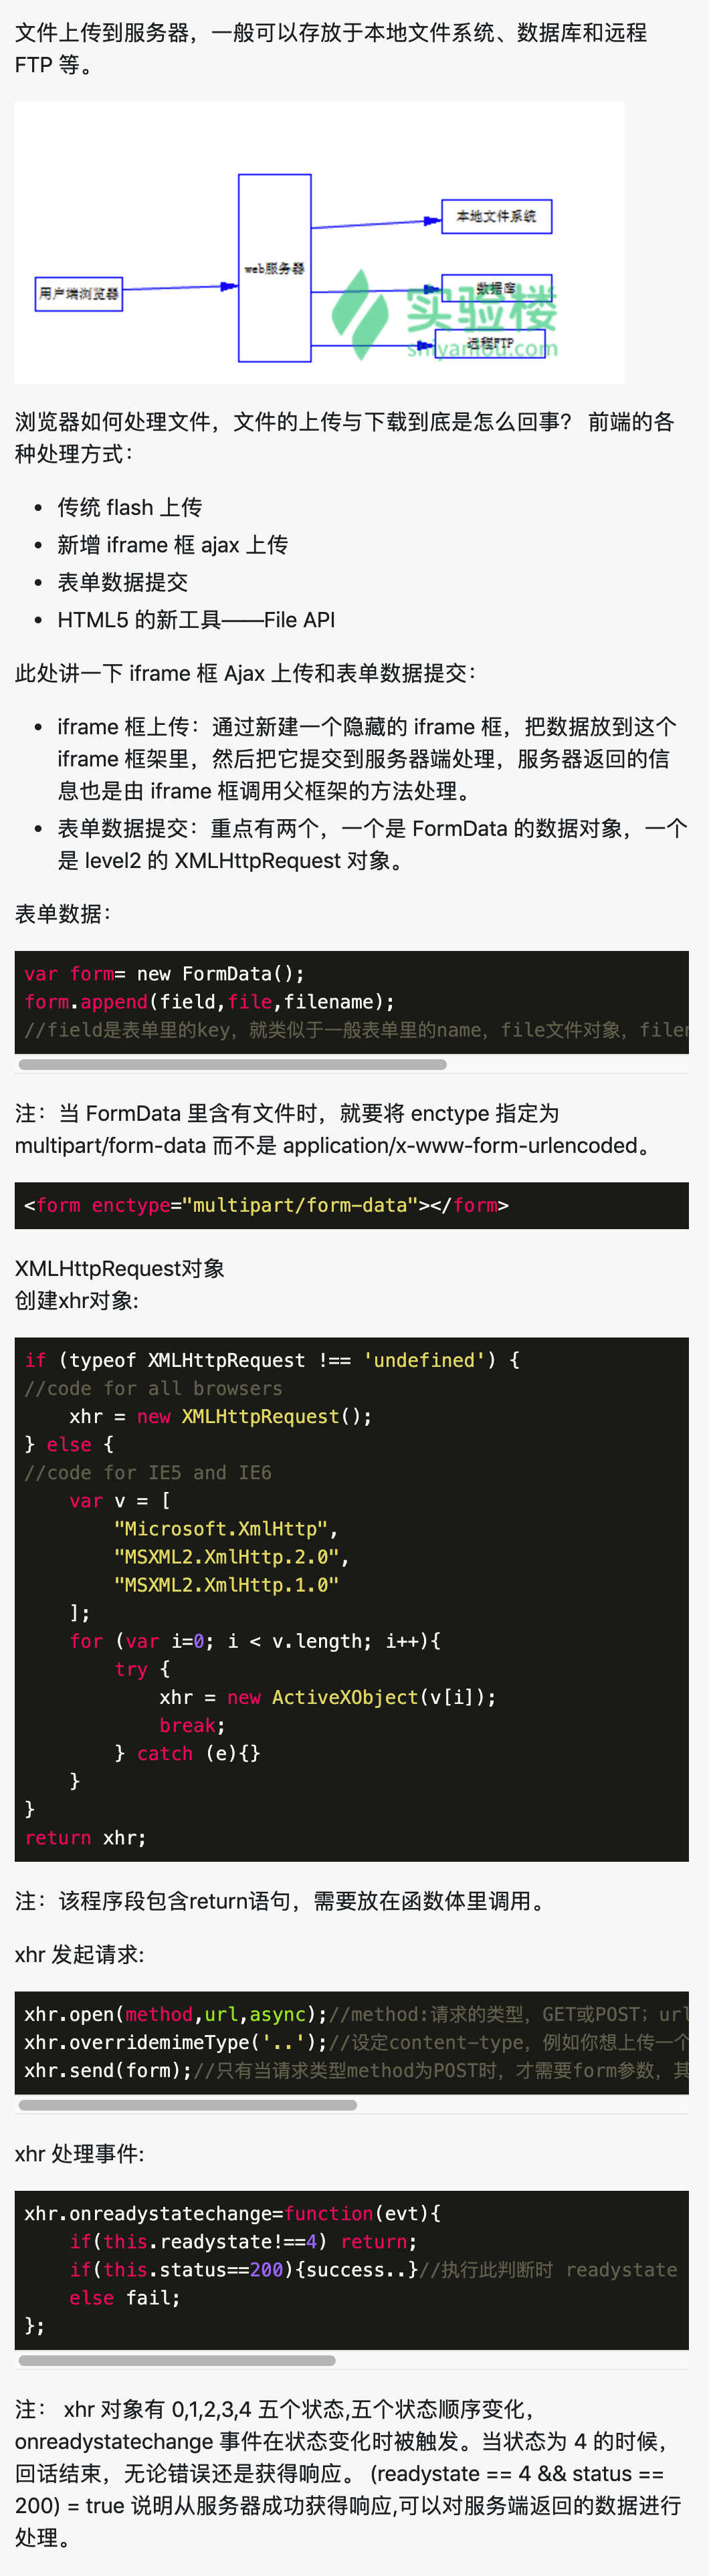 文件上传到服务器，一般可以存放于本地文件系统、数据库和远程
FTP 等。
用户端浏览器
web服务器
本地文件系统
数据库
远程FTP
实验楼
shiyanlou.com
浏览器如何处理文件，文件的上传与下载到底是怎么回事？ 前端的各
种处理方式：
• 传统 flash 上传
• 新增 iframe 框 ajax 上传
• 表单数据提交
• HTML5 的新工具——File API
此处讲一下 iframe 框 Ajax 上传和表单数据提交：
• iframe 框上传：通过新建一个隐藏的 iframe 框，把数据放到这个
iframe 框架里，然后把它提交到服务器端处理，服务器返回的信
息也是由 iframe 框调用父框架的方法处理。
• 表单数据提交：重点有两个，一个是 FormData 的数据对象，一个
是 level2 的 XMLHttpRequest 对象。
表单数据：
var form= new FormData();
form.append(field,file,filename);
//field是表单里的key，就类似于一般表单里的name，file文件对象，filen
注：当 FormData 里含有文件时，就要将 enctype 指定为
multipart/form-data 而不是 application/x-www-form-urlencoded。
<form enctype="multipart/form-data"></form>
XMLHttpRequest对象
创建xhr对象:
if (typeof XMLHttpRequest !== 'undefined') {
//code for all browsers
    xhr = new XMLHttpRequest();
} else {
//code for IE5 and IE6
    var v = [
        "Microsoft.XmlHttp",
        "MSXML2.XmlHttp.2.0",
        "MSXML2.XmlHttp.1.0"
    ];
    for (var i=0; i < v.length; i++){
        try {
            xhr = new ActiveXObject(v[i]);
            break;
        } catch (e){}
    }
}
return xhr;
注：该程序段包含return语句，需要放在函数体里调用。
xhr 发起请求:
xhr.open(method,url,async);//method:请求的类型，GET或POST；url
xhr.overridemimeType('..');//设定content-type，例如你想上传一个
xhr.send(form);//只有当请求类型method为POST时，才需要form参数，其
xhr 处理事件:
xhr.onreadystatechange=function(evt){
    if(this.readystate!==4) return;
    if(this.status==200){success..}//执行此判断时 readystate
    else fail;
};
注： xhr 对象有 0,1,2,3,4 五个状态,五个状态顺序变化，
onreadystatechange 事件在状态变化时被触发。当状态为 4 的时候，
回话结束，无论错误还是获得响应。 (readystate == 4 && status ==
200) = true 说明从服务器成功获得响应,可以对服务端返回的数据进行
处理。